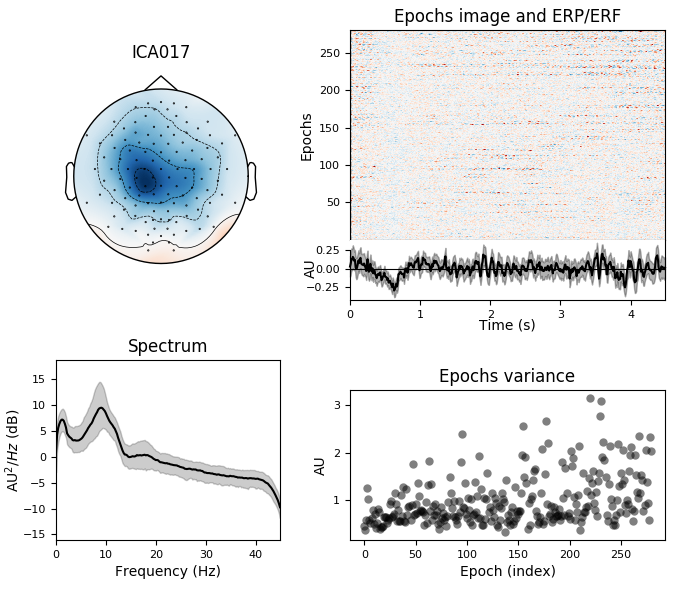 ICA017
Epochs image and ERP/ERF
Epochs
250
200
150
100
50
AU
0.25
0.00
−0.25
0 1 2 3 4
Time (s)
Spectrum
AU²/Hz (dB)
15
10
5
0
−5
−10
−15
0 10 20 30 40
Frequency (Hz)
Epochs variance
AU
3
2
1
0 50 100 150 200 250
Epoch (index)